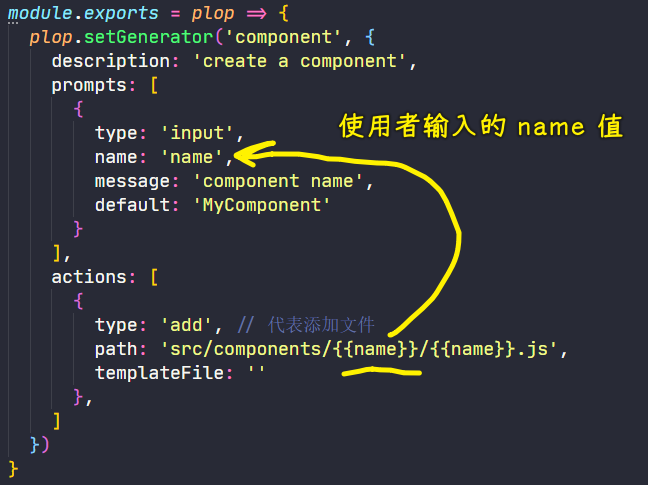 module.exports = plop => {
plop.setGenerator('component', {
description: 'create a component',
prompts: [
{
type: 'input',
使用者输入的 name 值
name: 'name',
message: 'component name',
default: 'MyComponent'
}
],
actions: [
{
type: 'add', // 代表添加文件
path: 'src/components/{{name}}/{{name}}.js',
templateFile: ''
},
]
})
}